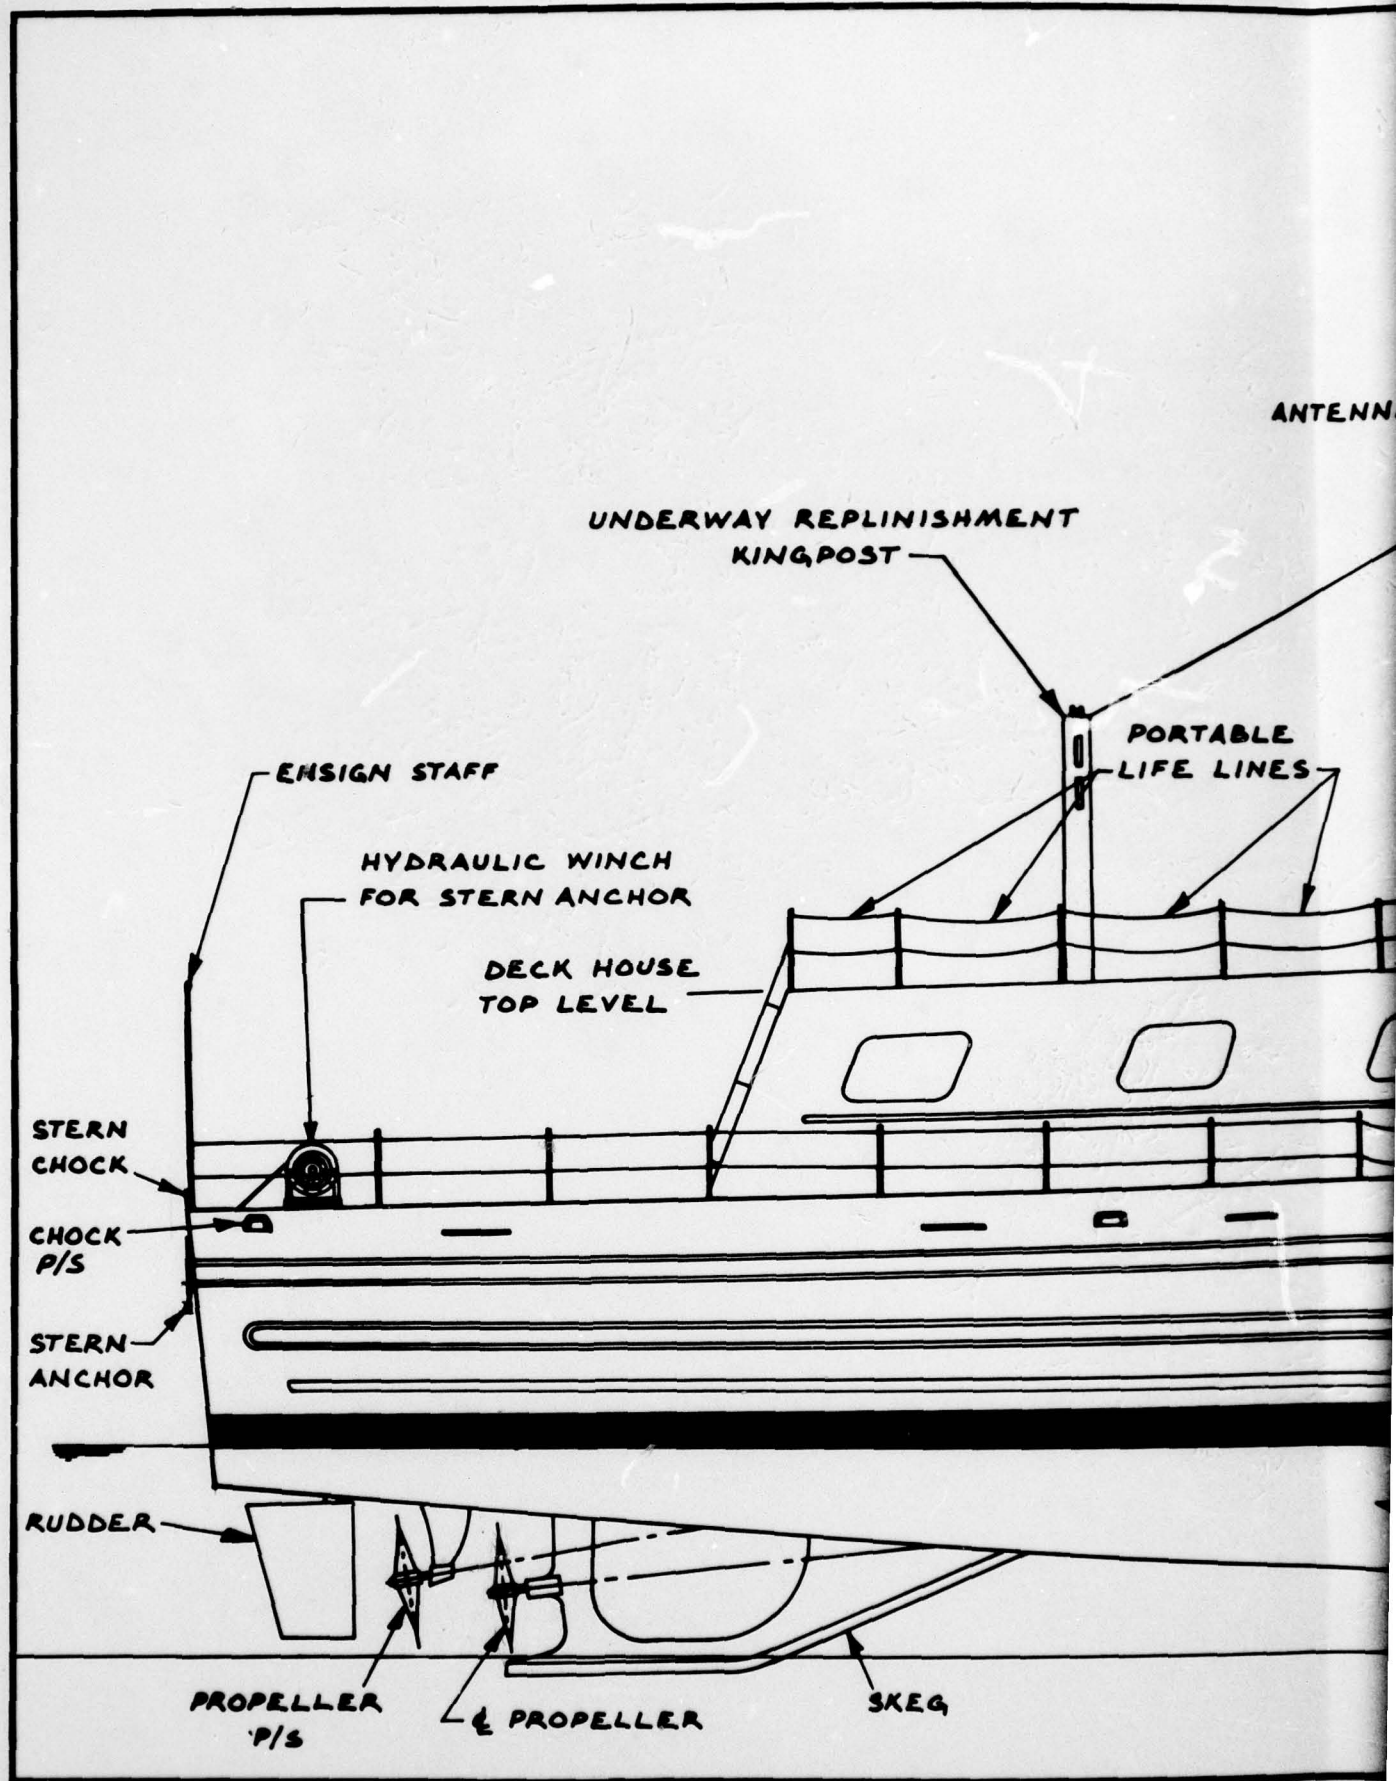 ANTENN
UNDERWAY REPLINISHMENT
KINGPOST
PORTABLE
LIFE LINES
ENSIGN STAFF
HYDRAULIC WINCH
FOR STERN ANCHOR
DECK HOUSE
TOP LEVEL
STERN
CHOCK
CHOCK
P/S
STERN
ANCHOR
RUDDER
PROPELLER
P/S
℄ PROPELLER
SKEG